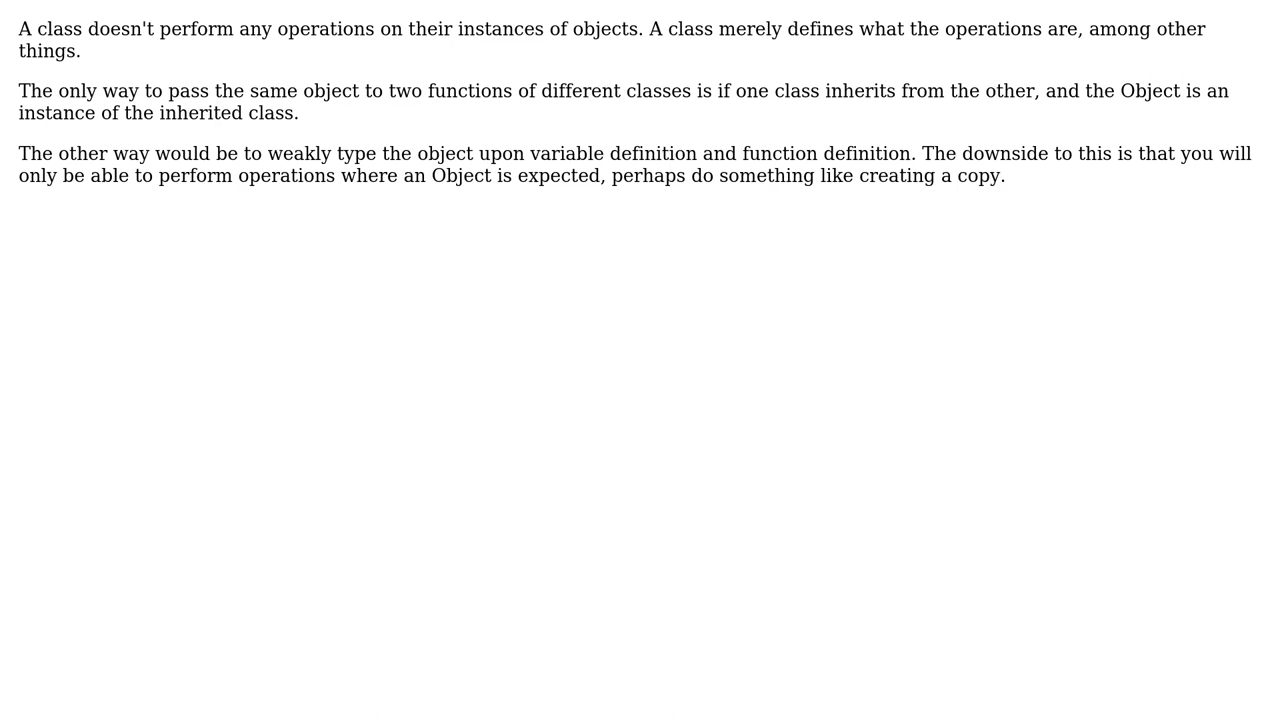 A class doesn't perform any operations on their instances of objects. A class merely defines what the operations are, among other
things.
The only way to pass the same object to two functions of different classes is if one class inherits from the other, and the Object is an
instance of the inherited class.
The other way would be to weakly type the object upon variable definition and function definition. The downside to this is that you will
only be able to perform operations where an Object is expected, perhaps do something like creating a copy.